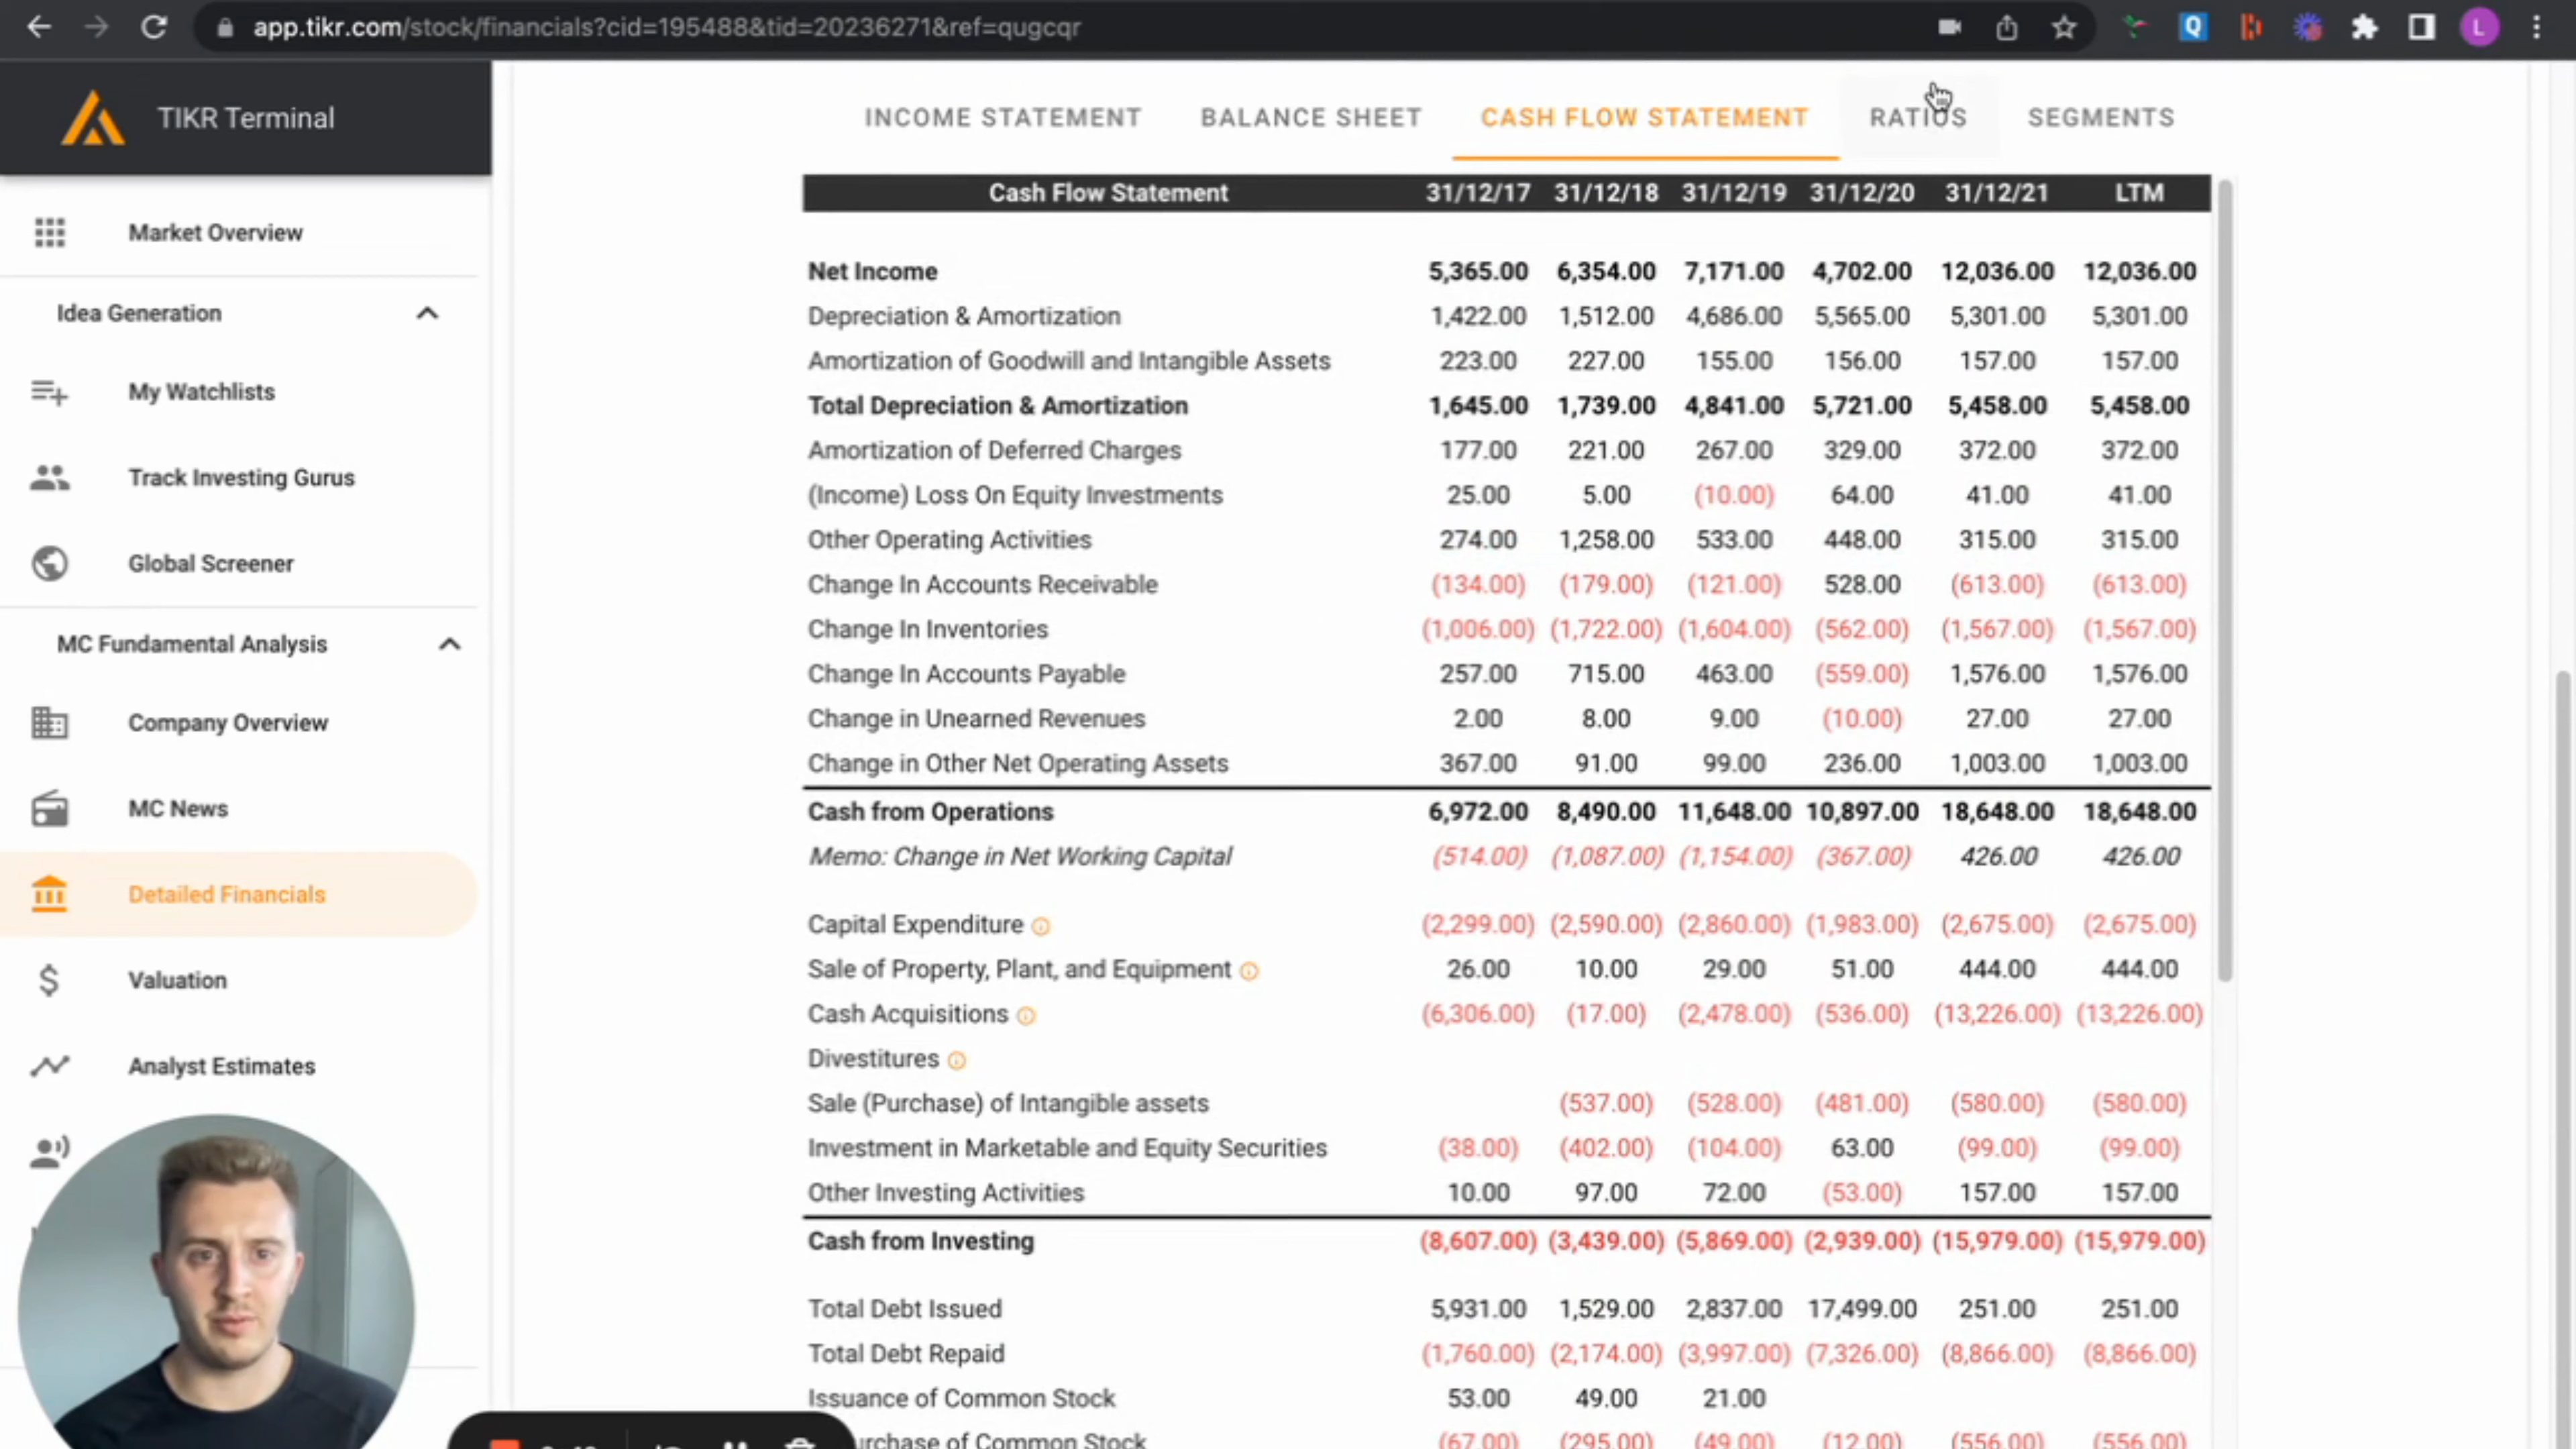 app.tikr.com/stock/financials?cid=195488&tid=20236271&ref=qugcqr
Q
L
TIKR Terminal
Market Overview
Idea Generation
My Watchlists
Track Investing Gurus
Global Screener
MC Fundamental Analysis
Company Overview
MC News
Detailed Financials
Valuation
Analyst Estimates
INCOME STATEMENT BALANCE SHEET CASH FLOW STATEMENT RATIOS SEGMENTS
Cash Flow Statement 31/12/17 31/12/18 31/12/19 31/12/20 31/12/21 LTM
Net Income 5,365.00 6,354.00 7,171.00 4,702.00 12,036.00 12,036.00
Depreciation & Amortization 1,422.00 1,512.00 4,686.00 5,565.00 5,301.00 5,301.00
Amortization of Goodwill and Intangible Assets 223.00 227.00 155.00 156.00 157.00 157.00
Total Depreciation & Amortization 1,645.00 1,739.00 4,841.00 5,721.00 5,458.00 5,458.00
Amortization of Deferred Charges 177.00 221.00 267.00 329.00 372.00 372.00
(Income) Loss On Equity Investments 25.00 5.00 (10.00) 64.00 41.00 41.00
Other Operating Activities 274.00 1,258.00 533.00 448.00 315.00 315.00
Change In Accounts Receivable (134.00) (179.00) (121.00) 528.00 (613.00) (613.00)
Change In Inventories (1,006.00) (1,722.00) (1,604.00) (562.00) (1,567.00) (1,567.00)
Change In Accounts Payable 257.00 715.00 463.00 (559.00) 1,576.00 1,576.00
Change in Unearned Revenues 2.00 8.00 9.00 (10.00) 27.00 27.00
Change in Other Net Operating Assets 367.00 91.00 99.00 236.00 1,003.00 1,003.00
Cash from Operations 6,972.00 8,490.00 11,648.00 10,897.00 18,648.00 18,648.00
Memo: Change in Net Working Capital (514.00) (1,087.00) (1,154.00) (367.00) 426.00 426.00
Capital Expenditure (2,299.00) (2,590.00) (2,860.00) (1,983.00) (2,675.00) (2,675.00)
Sale of Property, Plant, and Equipment 26.00 10.00 29.00 51.00 444.00 444.00
Cash Acquisitions (6,306.00) (17.00) (2,478.00) (536.00) (13,226.00) (13,226.00)
Divestitures
Sale (Purchase) of Intangible assets (537.00) (528.00) (481.00) (580.00) (580.00)
Investment in Marketable and Equity Securities (38.00) (402.00) (104.00) 63.00 (99.00) (99.00)
Other Investing Activities 10.00 97.00 72.00 (53.00) 157.00 157.00
Cash from Investing (8,607.00) (3,439.00) (5,869.00) (2,939.00) (15,979.00) (15,979.00)
Total Debt Issued 5,931.00 1,529.00 2,837.00 17,499.00 251.00 251.00
Total Debt Repaid (1,760.00) (2,174.00) (3,997.00) (7,326.00) (8,866.00) (8,866.00)
Issuance of Common Stock 53.00 49.00 21.00
urchase of Common Stock (67.00) (295.00) (49.00) (12.00) (556.00) (556.00)